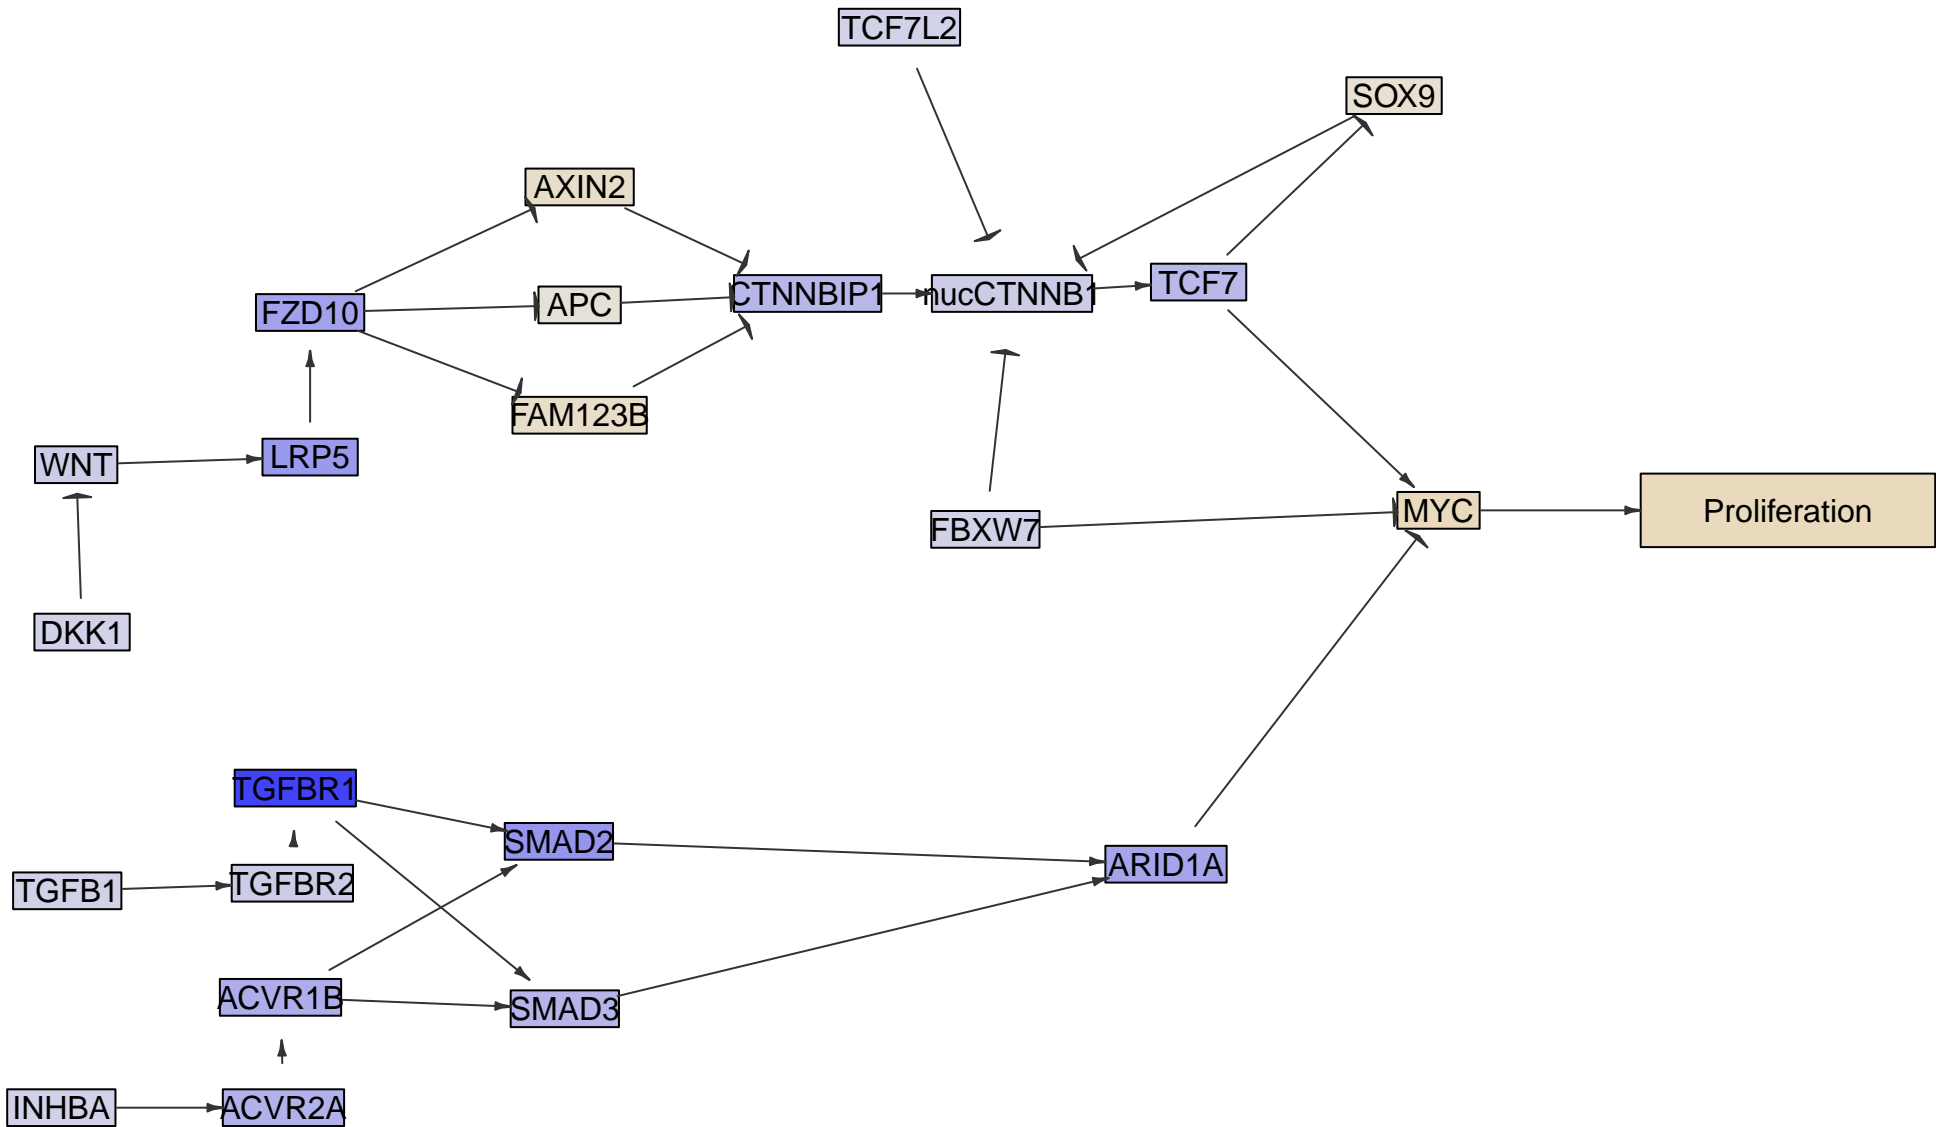 TCF7L2
SOX9
AXIN2
FZD10
APC
CTNNBIP1
nucCTNNB1
TCF7
FAM123B
WNT
LRP5
FBXW7
MYC
Proliferation
DKK1
TGFBR1
SMAD2
ARID1A
TGFB1
TGFBR2
ACVR1B
SMAD3
INHBA
ACVR2A